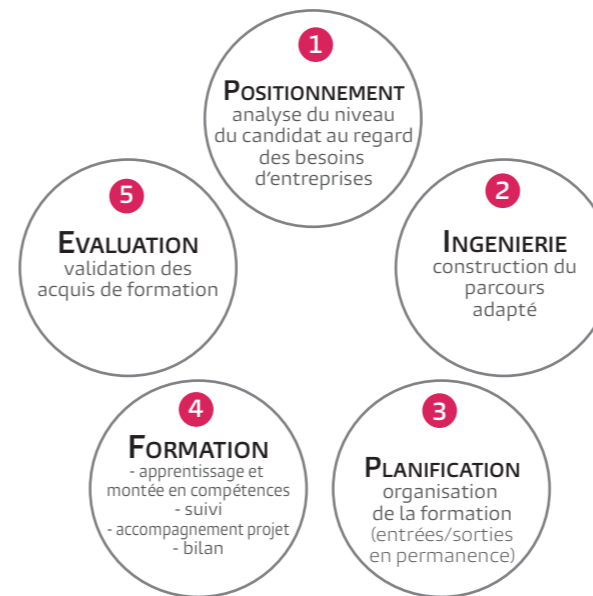 1
POSITIONNEMENT
analyse du niveau
du candidat au regard
des besoins
d'entreprises
2
INGENIERIE
construction du
parcours
adapté
3
PLANIFICATION
organisation
de la formation
(entrées/sorties
en permanence)
4
FORMATION
- apprentissage et
montée en compétences
- suivi
- accompagnement projet
- bilan
5
EVALUATION
validation des
acquis de formation